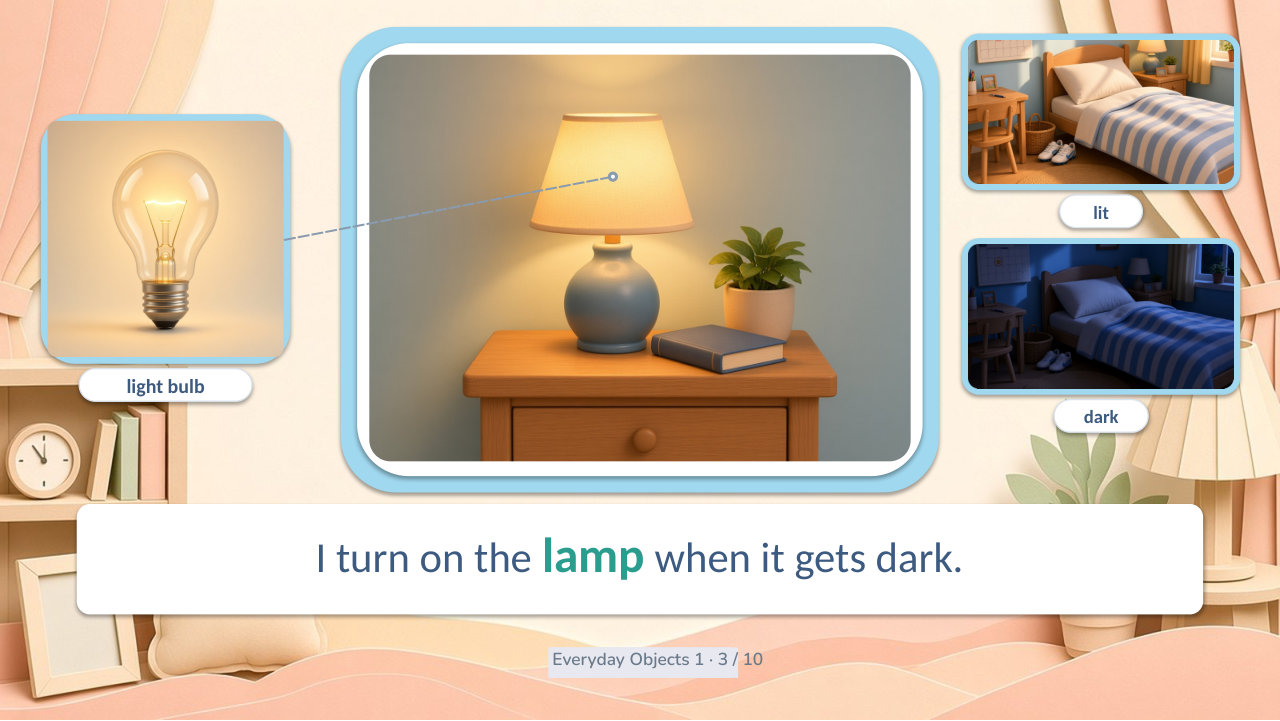 light bulb
lit
dark
I turn on the lamp when it gets dark.
Everyday Objects 1 · 3 / 10